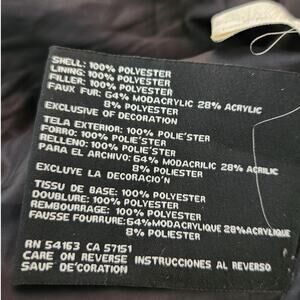 SHELL: 100% POLYESTER
LINING: 100% POLYESTER
FILLER: 100% POLYESTER
FAUX FUR: 64% MODACRYLIC 28% ACRYLIC
8% POLYESTER
EXCLUSIVE OF DECORATION
TELA EXTERIOR: 100% POLIE'STER
FORRO: 100% POLIE'STER
RELLENO: 100% POLIE'STER
PARA EL ARCHIVO: 64% MODACRILIC 28% ACRILIC
8% POLIE'STER
EXCLUYE LA DECORACIO'N
TISSU DE BASE: 100% POLYESTER
DOUBLURE: 100% POLYESTER
REMBOURRAGE: 100% POLYESTER
FAUSSE FOURRURE: 64% MODACRYLIQUE 28% ACRYLIQUE
8% POLYESTER
RN 54163 CA 57151
CARE ON REVERSE INSTRUCCIONES AL REVERSO
SAUF DE'CORATION